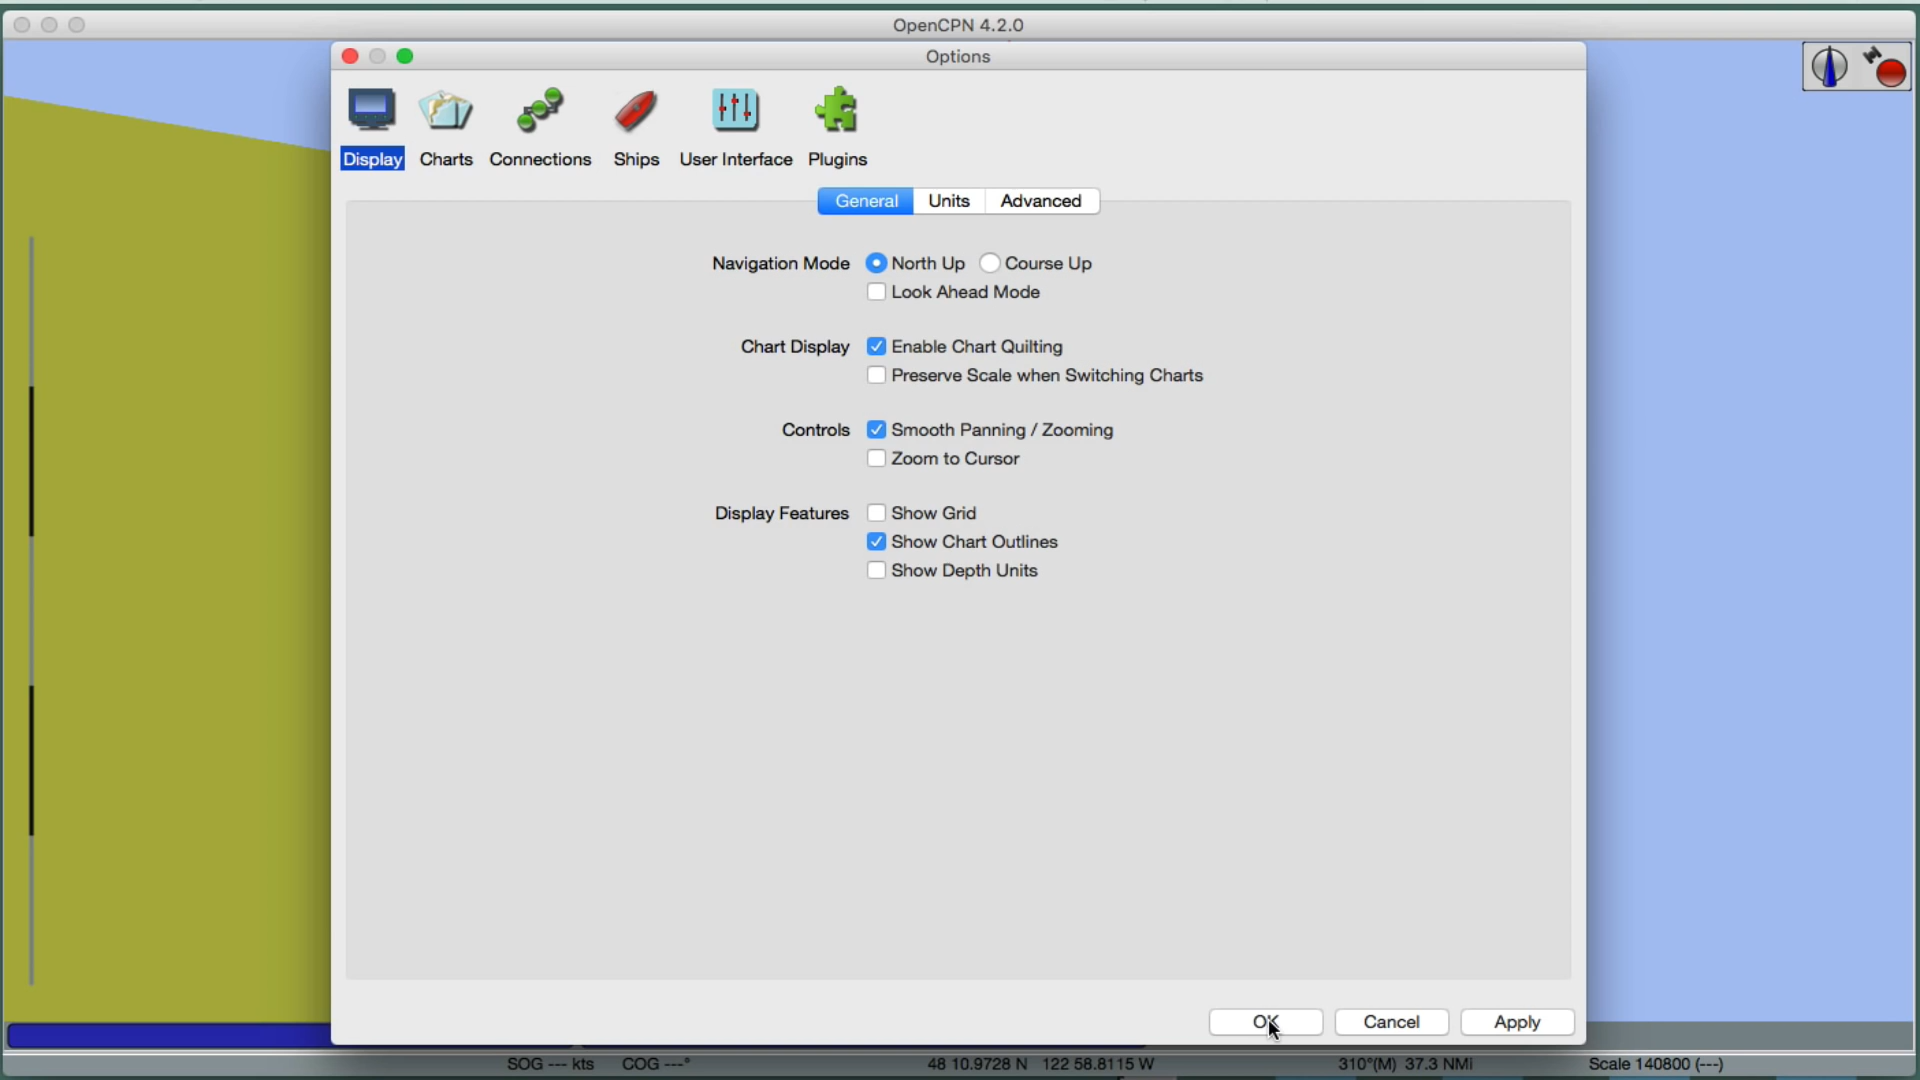 OpenCPN 4.2.0
Options
Display Charts Connections Ships User Interface Plugins
General Units Advanced
Navigation Mode North Up Course Up
Look Ahead Mode
Chart Display Enable Chart Quilting
Preserve Scale when Switching Charts
Controls Smooth Panning / Zooming
Zoom to Cursor
Display Features Show Grid
Show Chart Outlines
Show Depth Units
OK Cancel Apply
SOG --- kts COG ---° 48 10.9728 N 122 58.8115 W 310°(M) 37.3 NMi Scale 140800 (---)